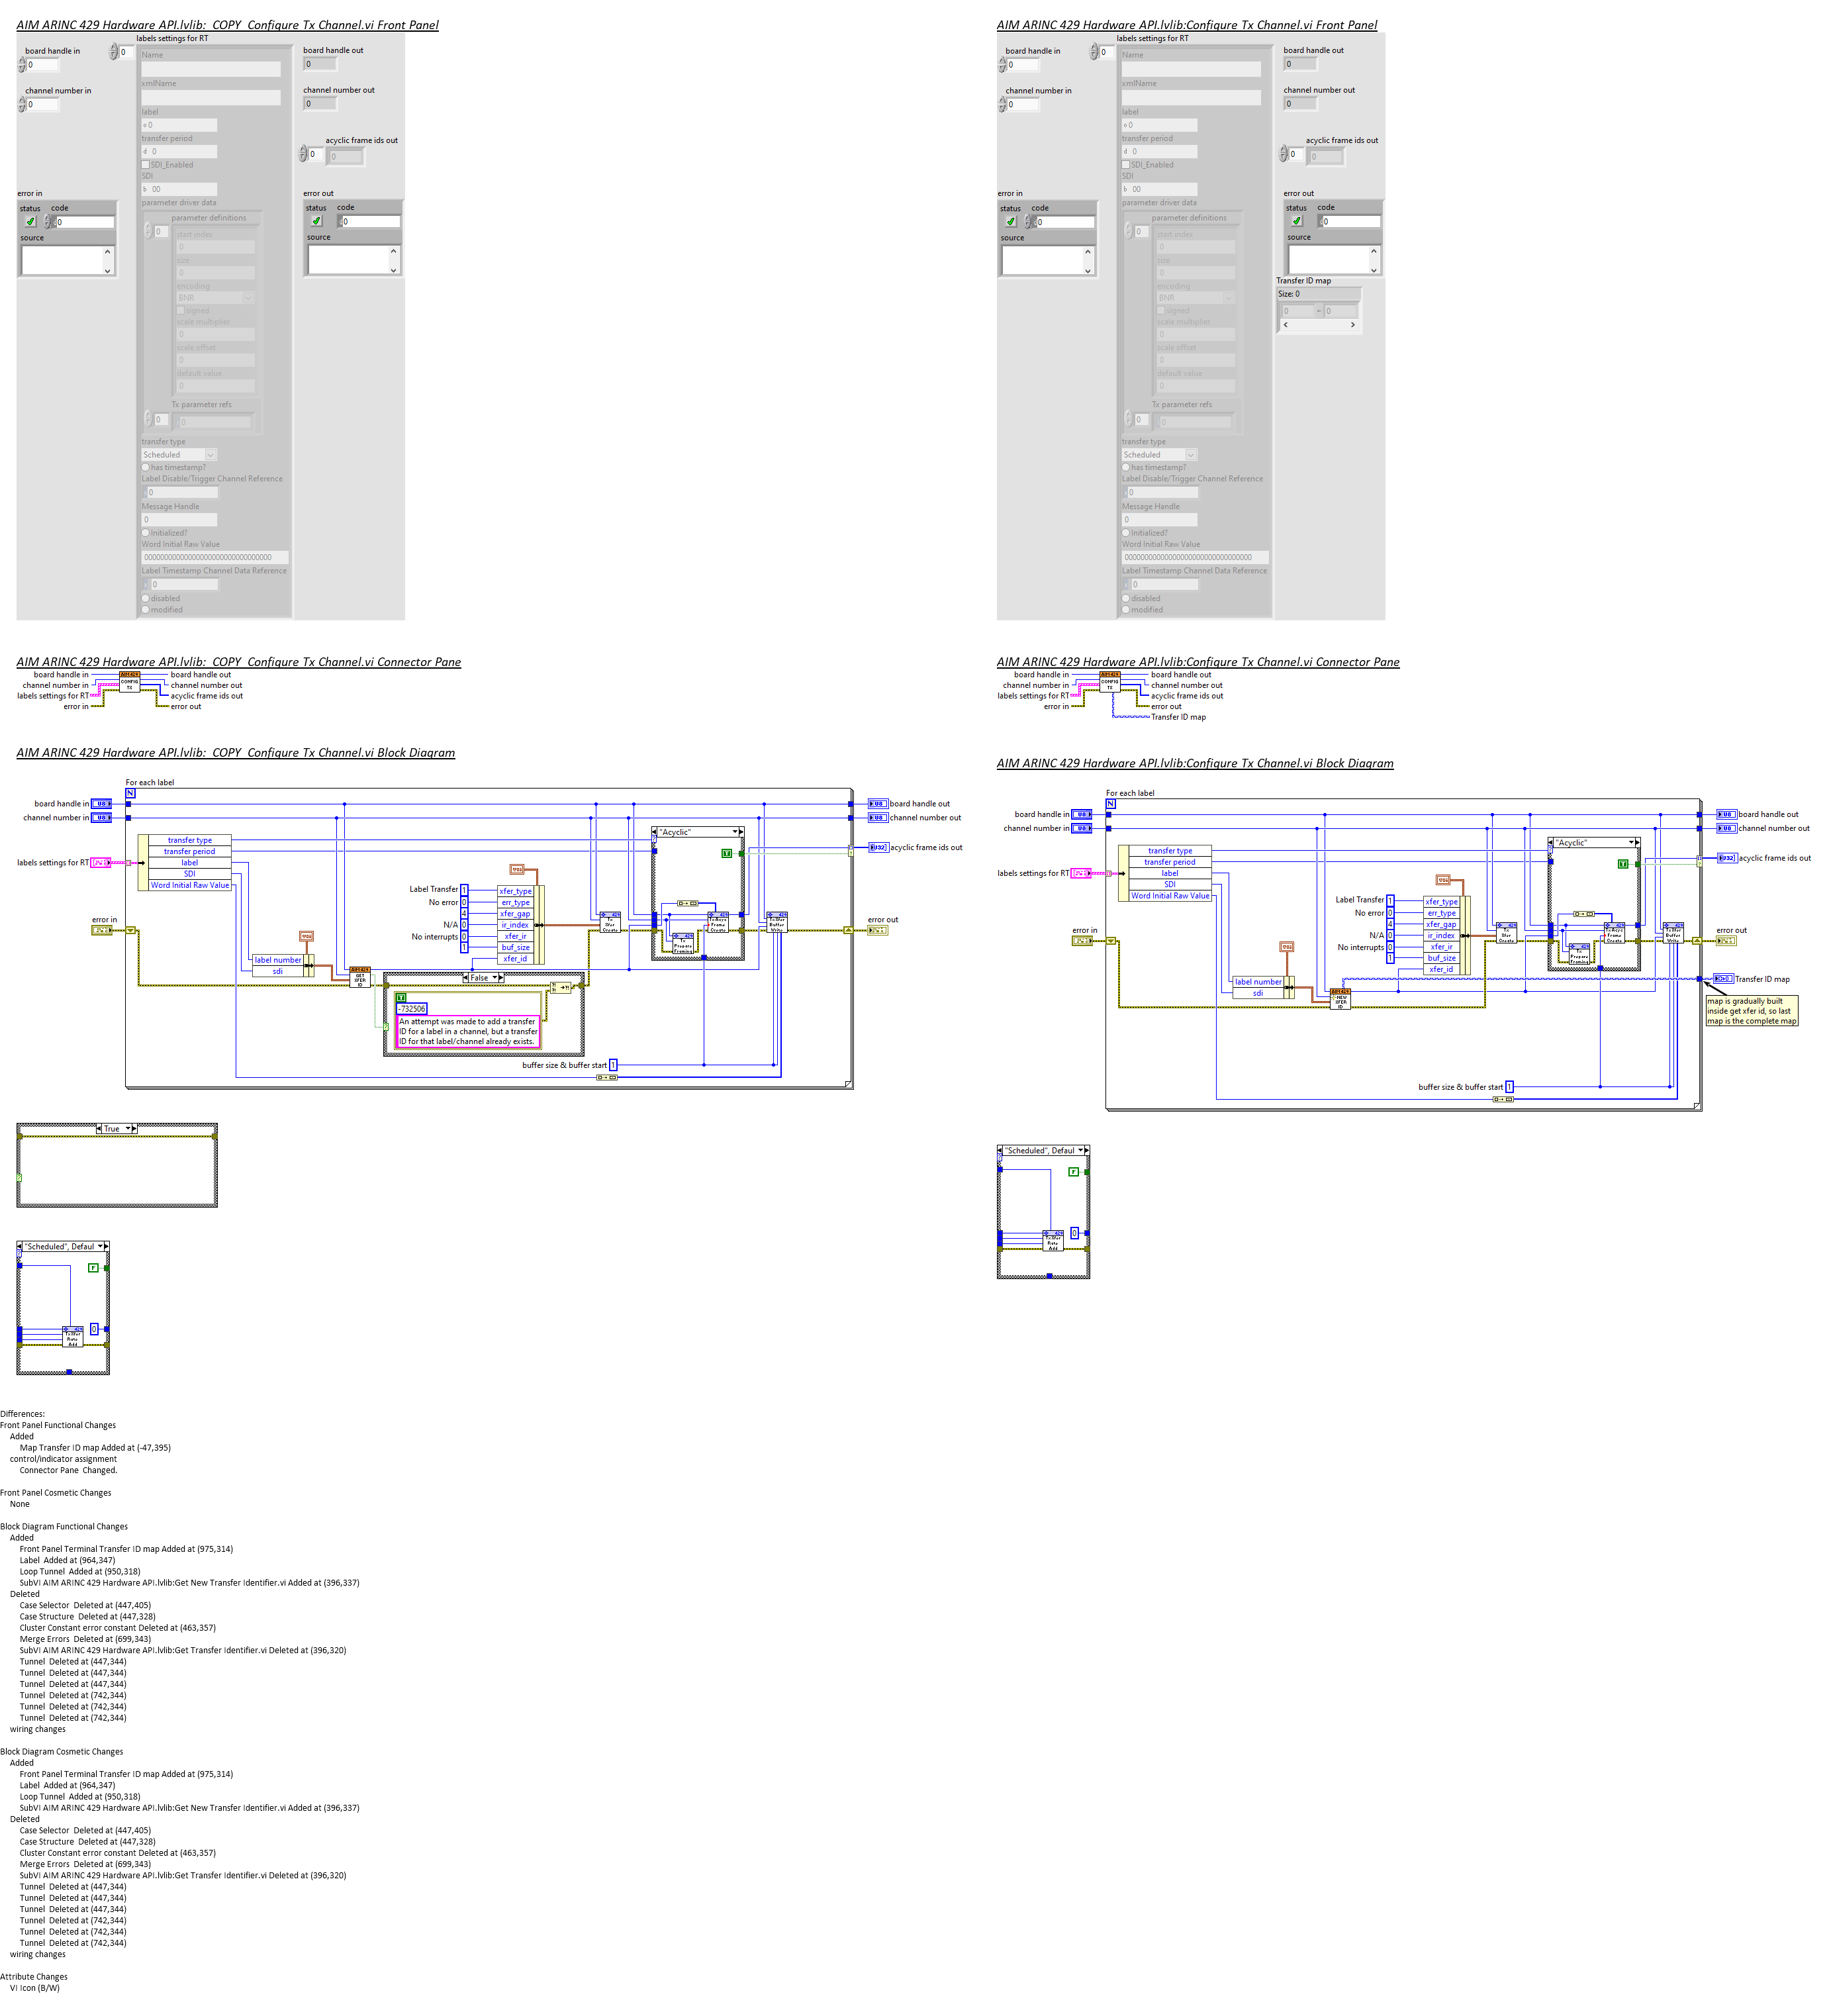 AIM ARINC 429 Hardware API.lvlib:_COPY_Configure Tx Channel.vi Front Panel
labels settings for RT
board handle in
0
0
Name
board handle out
0
xmlName
channel number in
0
channel number out
0
label
o 0
transfer period
d 0
acyclic frame ids out
0
0
SDI_Enabled
SDI
b 00
parameter driver data
error in
status
code
0
source
error out
status
code
0
source
parameter definitions
0
start index
0
size
0
encoding
BNR
signed
scale multiplier
0
scale offset
0
default value
0
Tx parameter refs
0
0
transfer type
Scheduled
has timestamp?
Label Disable/Trigger Channel Reference
0
Message Handle
0
Initialized?
Word Initial Raw Value
00000000000000000000000000000000
Label Timestamp Channel Data Reference
0
disabled
modified
AIM ARINC 429 Hardware API.lvlib:Configure Tx Channel.vi Front Panel
labels settings for RT
board handle in
0
0
Name
board handle out
0
xmlName
channel number in
0
channel number out
0
label
o 0
transfer period
d 0
acyclic frame ids out
0
0
SDI_Enabled
SDI
b 00
parameter driver data
error in
status
code
0
source
error out
status
code
0
source
Transfer ID map
Size: 0
0
0
parameter definitions
0
start index
0
size
0
encoding
BNR
signed
scale multiplier
0
scale offset
0
default value
0
Tx parameter refs
0
0
transfer type
Scheduled
has timestamp?
Label Disable/Trigger Channel Reference
0
Message Handle
0
Initialized?
Word Initial Raw Value
00000000000000000000000000000000
Label Timestamp Channel Data Reference
0
disabled
modified
AIM ARINC 429 Hardware API.lvlib:_COPY_Configure Tx Channel.vi Connector Pane
board handle in
channel number in
labels settings for RT
error in
CONFIG
TX
board handle out
channel number out
acyclic frame ids out
error out
AIM ARINC 429 Hardware API.lvlib:Configure Tx Channel.vi Connector Pane
board handle in
channel number in
labels settings for RT
error in
CONFIG
TX
board handle out
channel number out
acyclic frame ids out
error out
Transfer ID map
AIM ARINC 429 Hardware API.lvlib:_COPY_Configure Tx Channel.vi Block Diagram
For each label
N
board handle in
U8
channel number in
U8
labels settings for RT
error in
transfer type
transfer period
label
SDI
Word Initial Raw Value
label number
sdi
GET
XFER
ID
Label Transfer 1
No error 0
4
N/A 0
No interrupts 0
1
xfer_type
err_type
xfer_gap
ir_index
xfer_ir
buf_size
xfer_id
"Acyclic"
T
False
T
-732506
An attempt was made to add a transfer
ID for a label in a channel, but a transfer
ID for that label/channel already exists.
buffer size & buffer start 1
U8 board handle out
U8 channel number out
U32 acyclic frame ids out
error out
True
"Scheduled", Defaul
F
0
AIM ARINC 429 Hardware API.lvlib:Configure Tx Channel.vi Block Diagram
For each label
N
board handle in
U8
channel number in
U8
labels settings for RT
error in
transfer type
transfer period
label
SDI
Word Initial Raw Value
label number
sdi
NEW
XFER
ID
Label Transfer 1
No error 0
4
N/A 0
No interrupts 0
1
xfer_type
err_type
xfer_gap
ir_index
xfer_ir
buf_size
xfer_id
"Acyclic"
T
buffer size & buffer start 1
U8 board handle out
U8 channel number out
U32 acyclic frame ids out
error out
Transfer ID map
map is gradually built
inside get xfer id, so last
map is the complete map
"Scheduled", Defaul
F
0
Differences:
Front Panel Functional Changes
Added
Map Transfer ID map Added at (-47,395)
control/indicator assignment
Connector Pane Changed.
Front Panel Cosmetic Changes
None
Block Diagram Functional Changes
Added
Front Panel Terminal Transfer ID map Added at (975,314)
Label Added at (964,347)
Loop Tunnel Added at (950,318)
SubVI AIM ARINC 429 Hardware API.lvlib:Get New Transfer Identifier.vi Added at (396,337)
Deleted
Case Selector Deleted at (447,405)
Case Structure Deleted at (447,328)
Cluster Constant error constant Deleted at (463,357)
Merge Errors Deleted at (699,343)
SubVI AIM ARINC 429 Hardware API.lvlib:Get Transfer Identifier.vi Deleted at (396,320)
Tunnel Deleted at (447,344)
Tunnel Deleted at (447,344)
Tunnel Deleted at (447,344)
Tunnel Deleted at (742,344)
Tunnel Deleted at (742,344)
Tunnel Deleted at (742,344)
wiring changes
Block Diagram Cosmetic Changes
Added
Front Panel Terminal Transfer ID map Added at (975,314)
Label Added at (964,347)
Loop Tunnel Added at (950,318)
SubVI AIM ARINC 429 Hardware API.lvlib:Get New Transfer Identifier.vi Added at (396,337)
Deleted
Case Selector Deleted at (447,405)
Case Structure Deleted at (447,328)
Cluster Constant error constant Deleted at (463,357)
Merge Errors Deleted at (699,343)
SubVI AIM ARINC 429 Hardware API.lvlib:Get Transfer Identifier.vi Deleted at (396,320)
Tunnel Deleted at (447,344)
Tunnel Deleted at (447,344)
Tunnel Deleted at (447,344)
Tunnel Deleted at (742,344)
Tunnel Deleted at (742,344)
Tunnel Deleted at (742,344)
wiring changes
Attribute Changes
VI Icon (B/W)